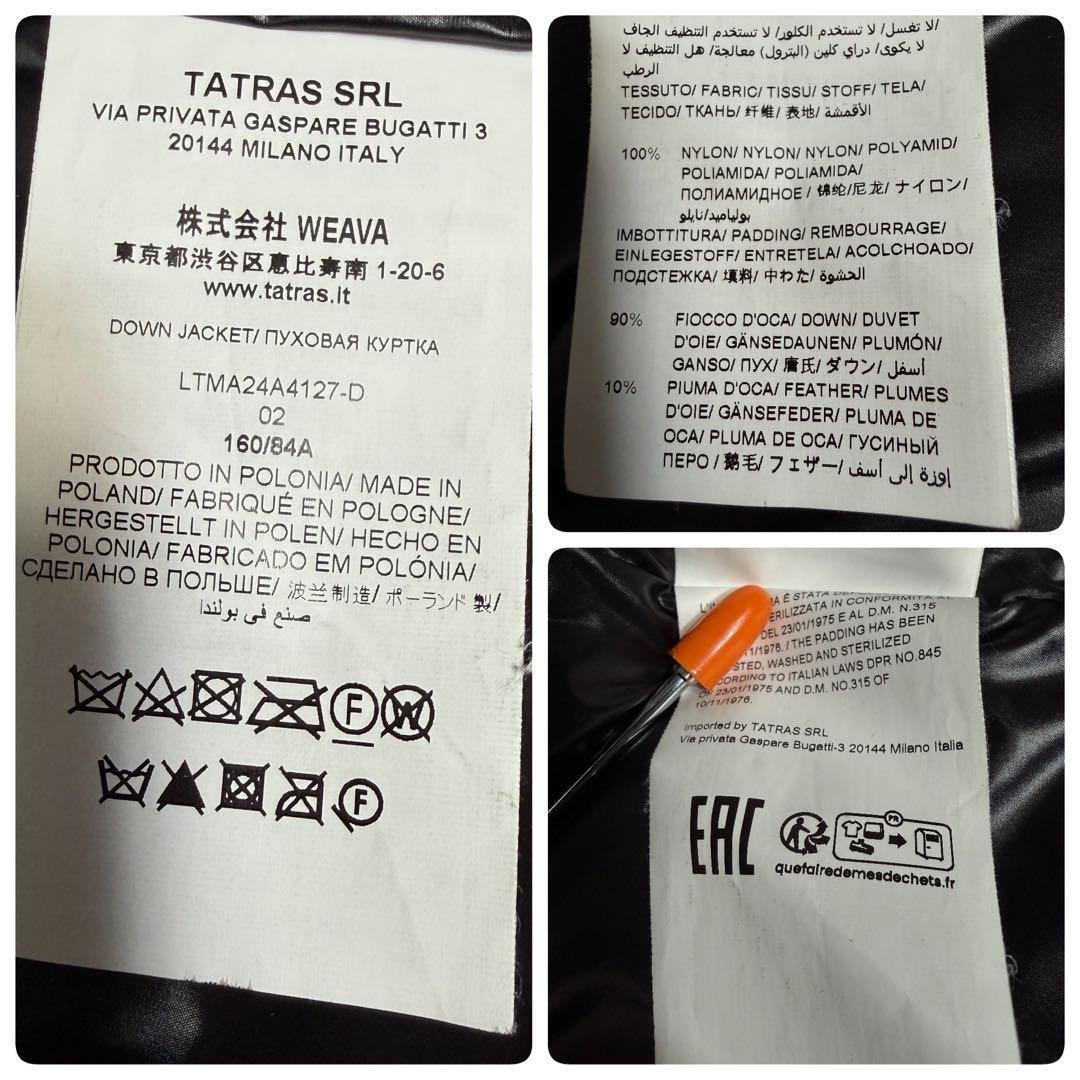 TATRAS SRL
VIA PRIVATA GASPARE BUGATTI 3
20144 MILANO ITALY
株式会社 WEAVA
東京都渋谷区恵比寿南 1-20-6
www.tatras.it
DOWN JACKET/ ПУХОВАЯ КУРТКА
LTMA24A4127-D
02
160/84A
PRODOTTO IN POLONIA/ MADE IN
POLAND/ FABRIQUÉ EN POLOGNE/
HERGESTELLT IN POLEN/ HECHO EN
POLONIA/ FABRICADO EM POLÓNIA/
СДЕЛАНО В ПОЛЬШЕ/ 波兰制造/ ポーランド 製/
صنع في بولندا
F W
F
لا تغسل/ لا تستخدم الكلور/ لا تستخدم التنظيف الجاف/
لا يكوى/ دراي كلين (البترول) معالجة/ هل التنظيف لا
الرطب
TESSUTO/ FABRIC/ TISSU/ STOFF/ TELA/
TECIDO/ ТКАНЬ/ 纤维/ 表地/ الأقمشة/
100% NYLON/ NYLON/ NYLON/ POLYAMID/
POLIAMIDA/ POLIAMIDA/
ПОЛИАМИДНОЕ / 锦纶/尼龙/ ナイロン/
بولياميد/نايلو
IMBOTTITURA/ PADDING/ REMBOURRAGE/
EINLEGESTOFF/ ENTRETELA/ ACOLCHOADO/
ПОДСТЕЖКА/ 填料/ 中わた/ الحشوة/
90% FIOCCO D'OCA/ DOWN/ DUVET
D'OIE/ GÄNSEDAUNEN/ PLUMÓN/
GANSO/ ПУХ/ 唐氏/ ダウン/ أسفل/
10% PIUMA D'OCA/ FEATHER/ PLUMES
D'OIE/ GÄNSEFEDER/ PLUMA DE
OCA/ PLUMA DE OCA/ ГУСИНЫЙ
ПЕРО / 鹅毛/ フェザー/ إوزة إلى أسف/
È STATA
IN CONFORMITÀ AL
DEL 23/01/1975 E AL D.M. N.315
/1976. / THE PADDING HAS BEEN
WASHED AND STERILIZED
TO ITALIAN LAWS DPR NO.845
OF 23/01/1975 AND D.M. NO.315 OF
10/11/1976.
Imported by TATRAS SRL
Via privata Gaspare Bugatti-3 20144 Milano Italia
EAC
FR
quefairedemesdechets.fr